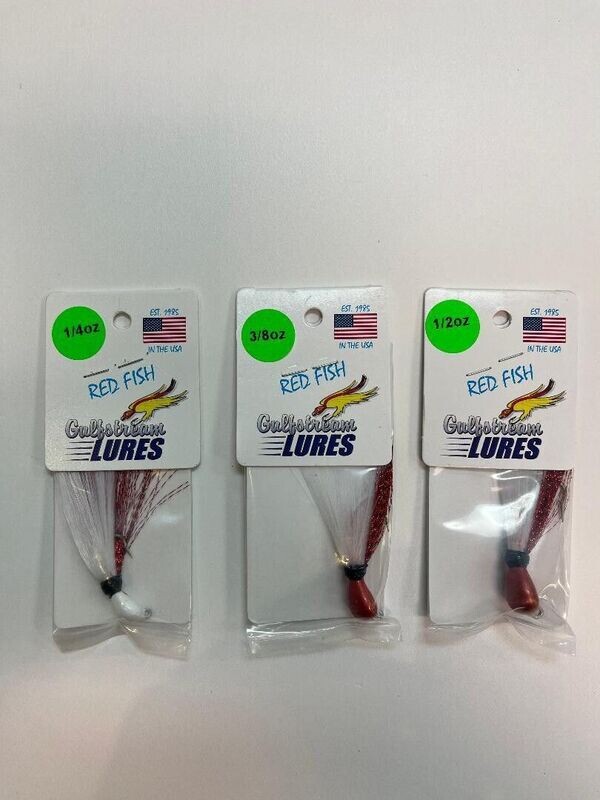 1/4oz
EST. 1985
IN THE USA
RED FISH
Gulfstream
LURES
3/8oz
EST. 1985
IN THE USA
RED FISH
Gulfstream
LURES
1/2oz
EST. 1985
IN THE USA
RED FISH
Gulfstream
LURES